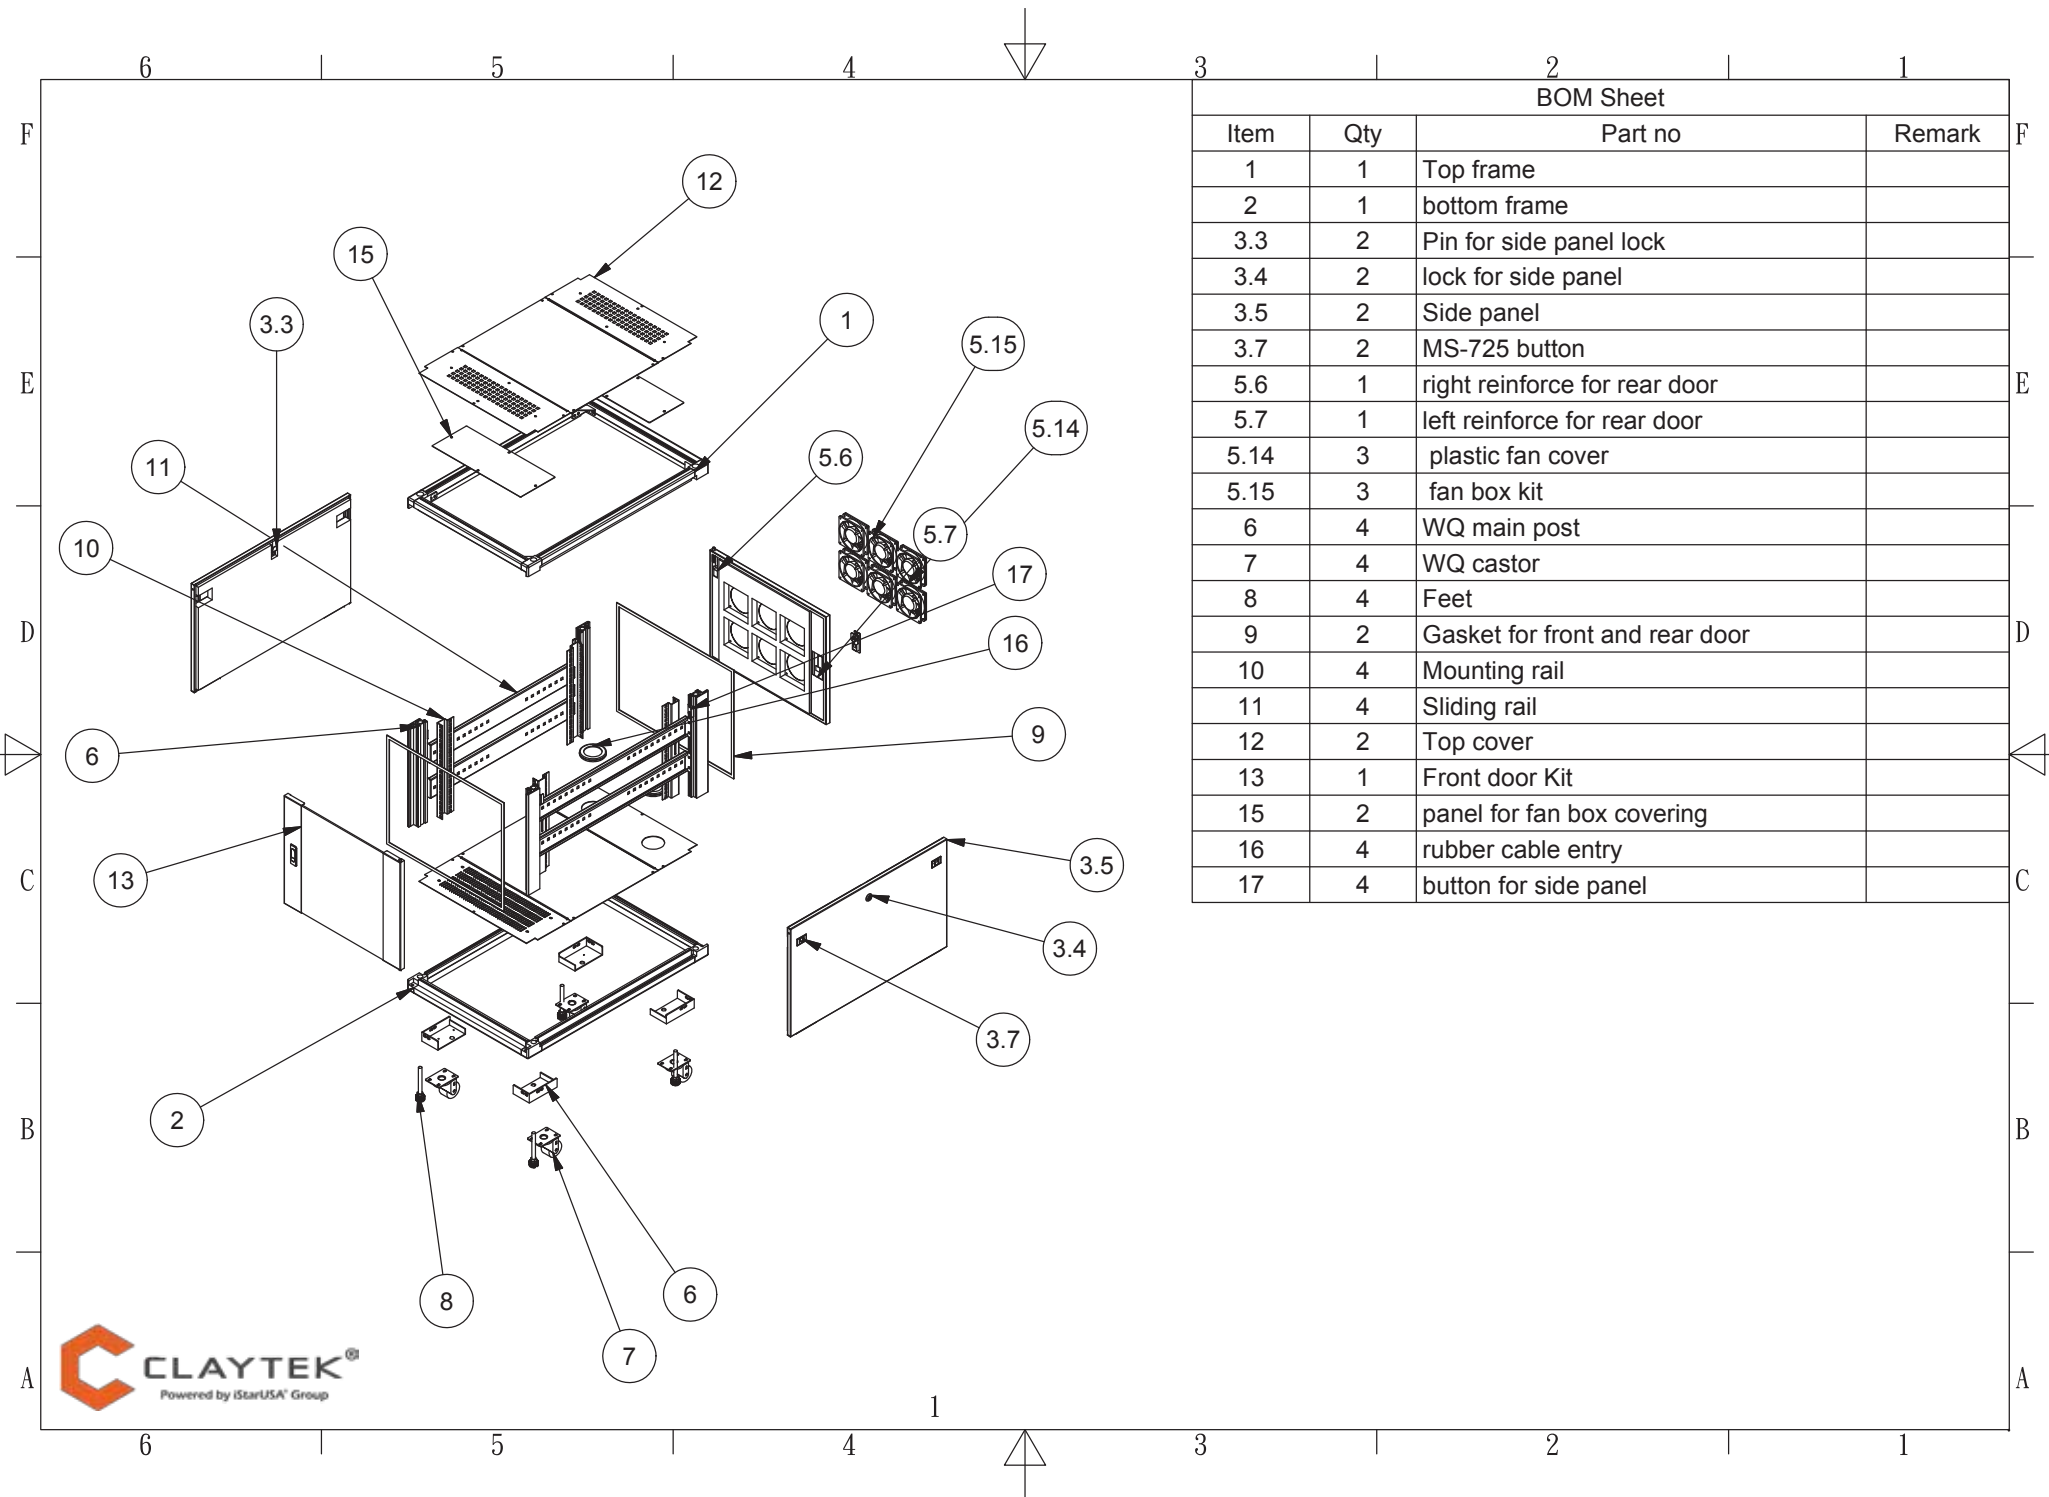 6 5 4 3 2 1
F
E
D
C
B
A
12
15
3.3
1
5.15
5.14
11
5.6
5.7
10
17
16
6
9
13
3.5
3.4
3.7
2
8
6
7
BOM Sheet
Item Qty Part no Remark
1 1 Top frame
2 1 bottom frame
3.3 2 Pin for side panel lock
3.4 2 lock for side panel
3.5 2 Side panel
3.7 2 MS-725 button
5.6 1 right reinforce for rear door
5.7 1 left reinforce for rear door
5.14 3 plastic fan cover
5.15 3 fan box kit
6 4 WQ main post
7 4 WQ castor
8 4 Feet
9 2 Gasket for front and rear door
10 4 Mounting rail
11 4 Sliding rail
12 2 Top cover
13 1 Front door Kit
15 2 panel for fan box covering
16 4 rubber cable entry
17 4 button for side panel
F
E
D
C
B
A
CLAYTEK®
Powered by iStarUSA® Group
1
6 5 4 3 2 1